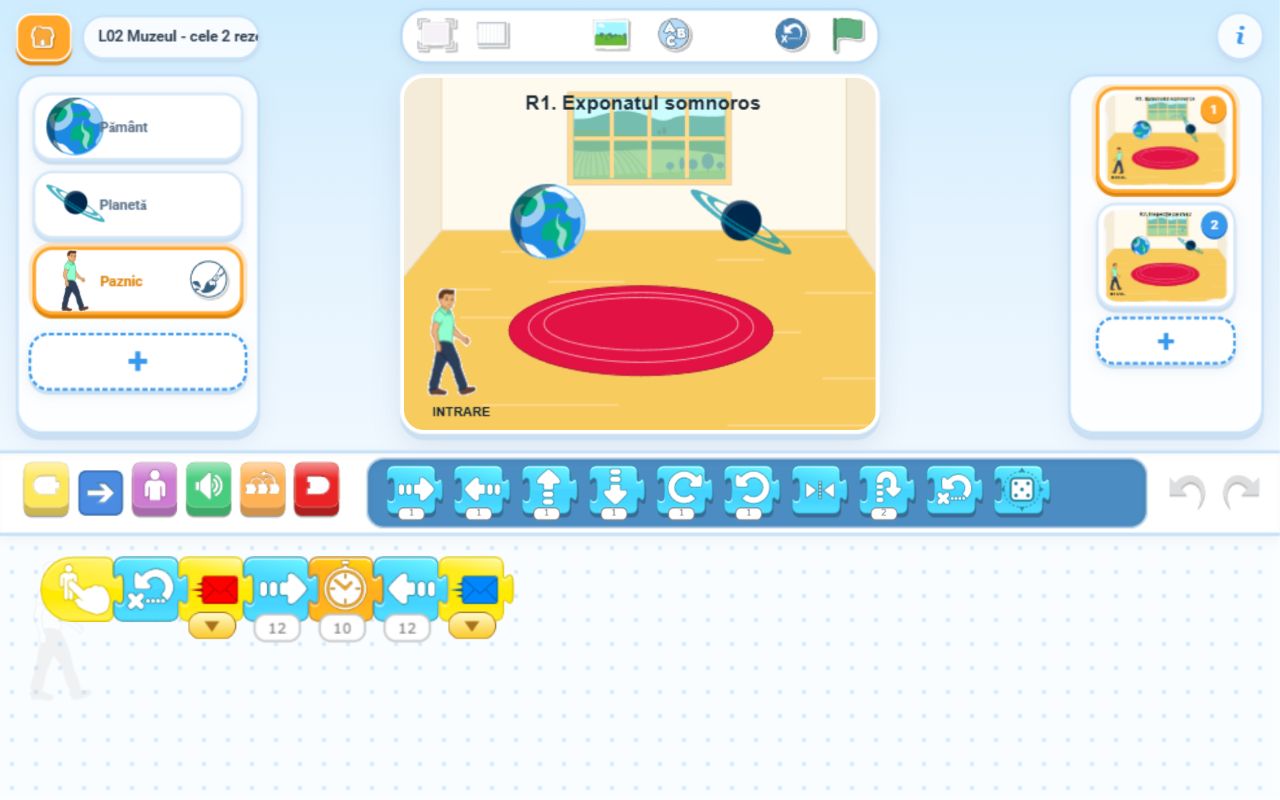 L02 Muzeul - cele 2 rez
i
Pământ
Planetă
Paznic
+
R1. Exponatul somnoros
INTRARE
1
2
+
1
1
1
1
1
1
2
12
10
12